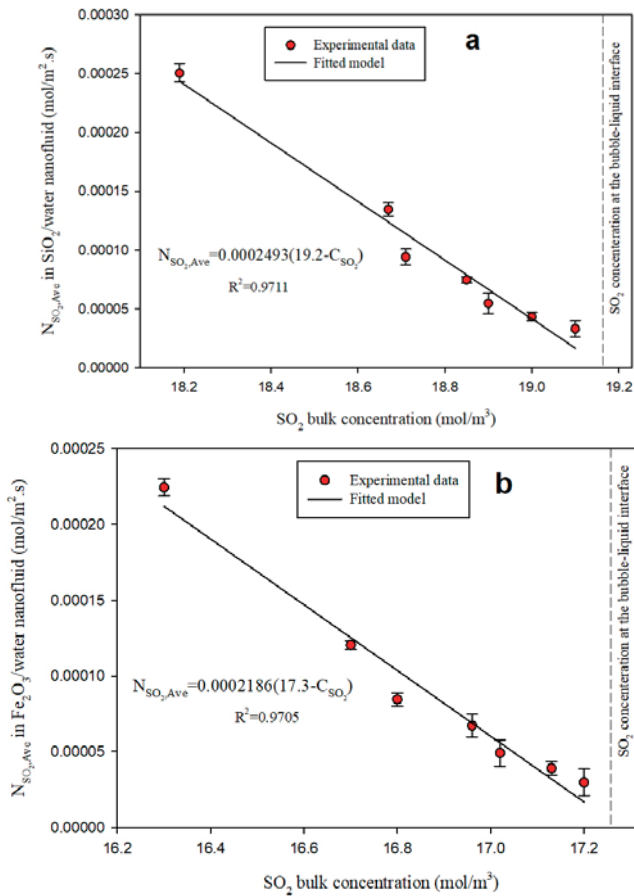 a
Experimental data
Fitted model
N_SO₂,Ave=0.0002493(19.2-C_SO₂)
R²=0.9711
N_SO₂,Ave in SiO₂/water nanofluid (mol/m².s)
0.00030
0.00025
0.00020
0.00015
0.00010
0.00005
0.00000
18.2 18.4 18.6 18.8 19.0 19.2
SO₂ bulk concentration (mol/m³)
SO₂ concenteration at the bubble-liquid interface
b
Experimental data
Fitted model
N_SO₂,Ave=0.0002186(17.3-C_SO₂)
R²=0.9705
N_SO₂,Ave in Fe₂O₃/water nanofluid (mol/m².s)
0.00025
0.00020
0.00015
0.00010
0.00005
0.00000
16.2 16.4 16.6 16.8 17.0 17.2
SO₂ bulk concentration (mol/m³)
SO₂ concentration at the bubble-liquid interface